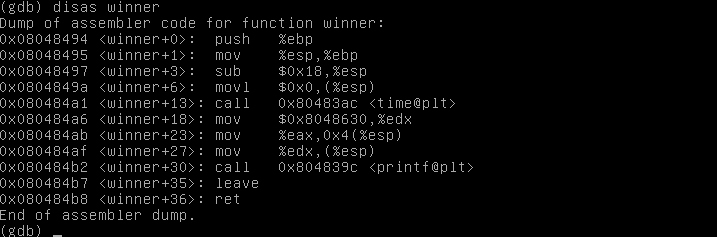 (gdb) disas winner
Dump of assembler code for function winner:
0x08048494 <winner+0>: push %ebp
0x08048495 <winner+1>: mov %esp,%ebp
0x08048497 <winner+3>: sub $0x18,%esp
0x0804849a <winner+6>: movl $0x0,(%esp)
0x080484a1 <winner+13>: call 0x80483ac <time@plt>
0x080484a6 <winner+18>: mov $0x8048630,%edx
0x080484ab <winner+23>: mov %eax,0x4(%esp)
0x080484af <winner+27>: mov %edx,(%esp)
0x080484b2 <winner+30>: call 0x804839c <printf@plt>
0x080484b7 <winner+35>: leave
0x080484b8 <winner+36>: ret
End of assembler dump.
(gdb) _